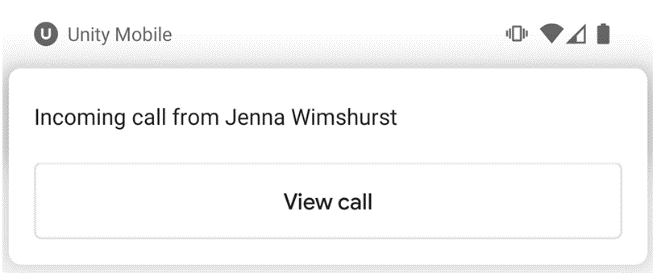 U Unity Mobile
Incoming call from Jenna Wimshurst
View call